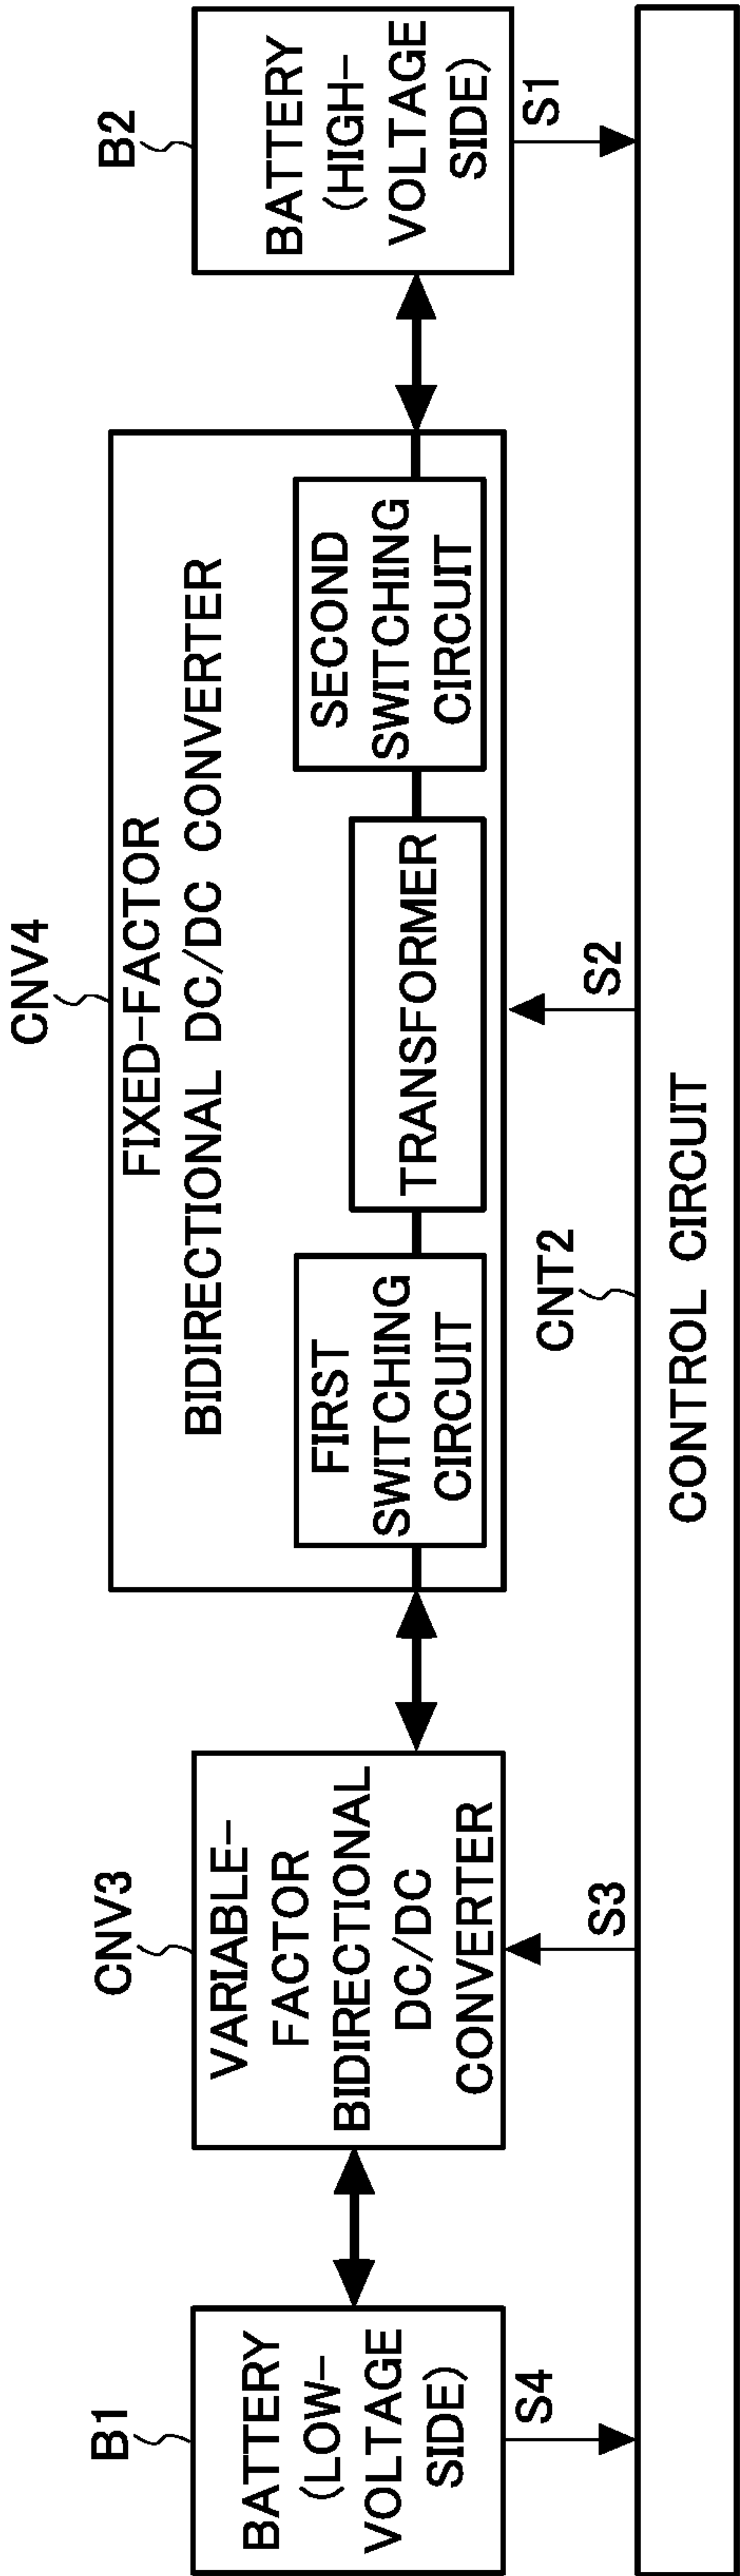 CNV4
FIXED-FACTOR
BIDIRECTIONAL DC/DC CONVERTER
B1
BATTERY
(LOW-
VOLTAGE
SIDE)
CNV3
VARIABLE-
FACTOR
BIDIRECTIONAL
DC/DC
CONVERTER
FIRST
SWITCHING
CIRCUIT
TRANSFORMER
SECOND
SWITCHING
CIRCUIT
B2
BATTERY
(HIGH-
VOLTAGE
SIDE)
S4
S3
CNT2
S2
S1
CONTROL CIRCUIT